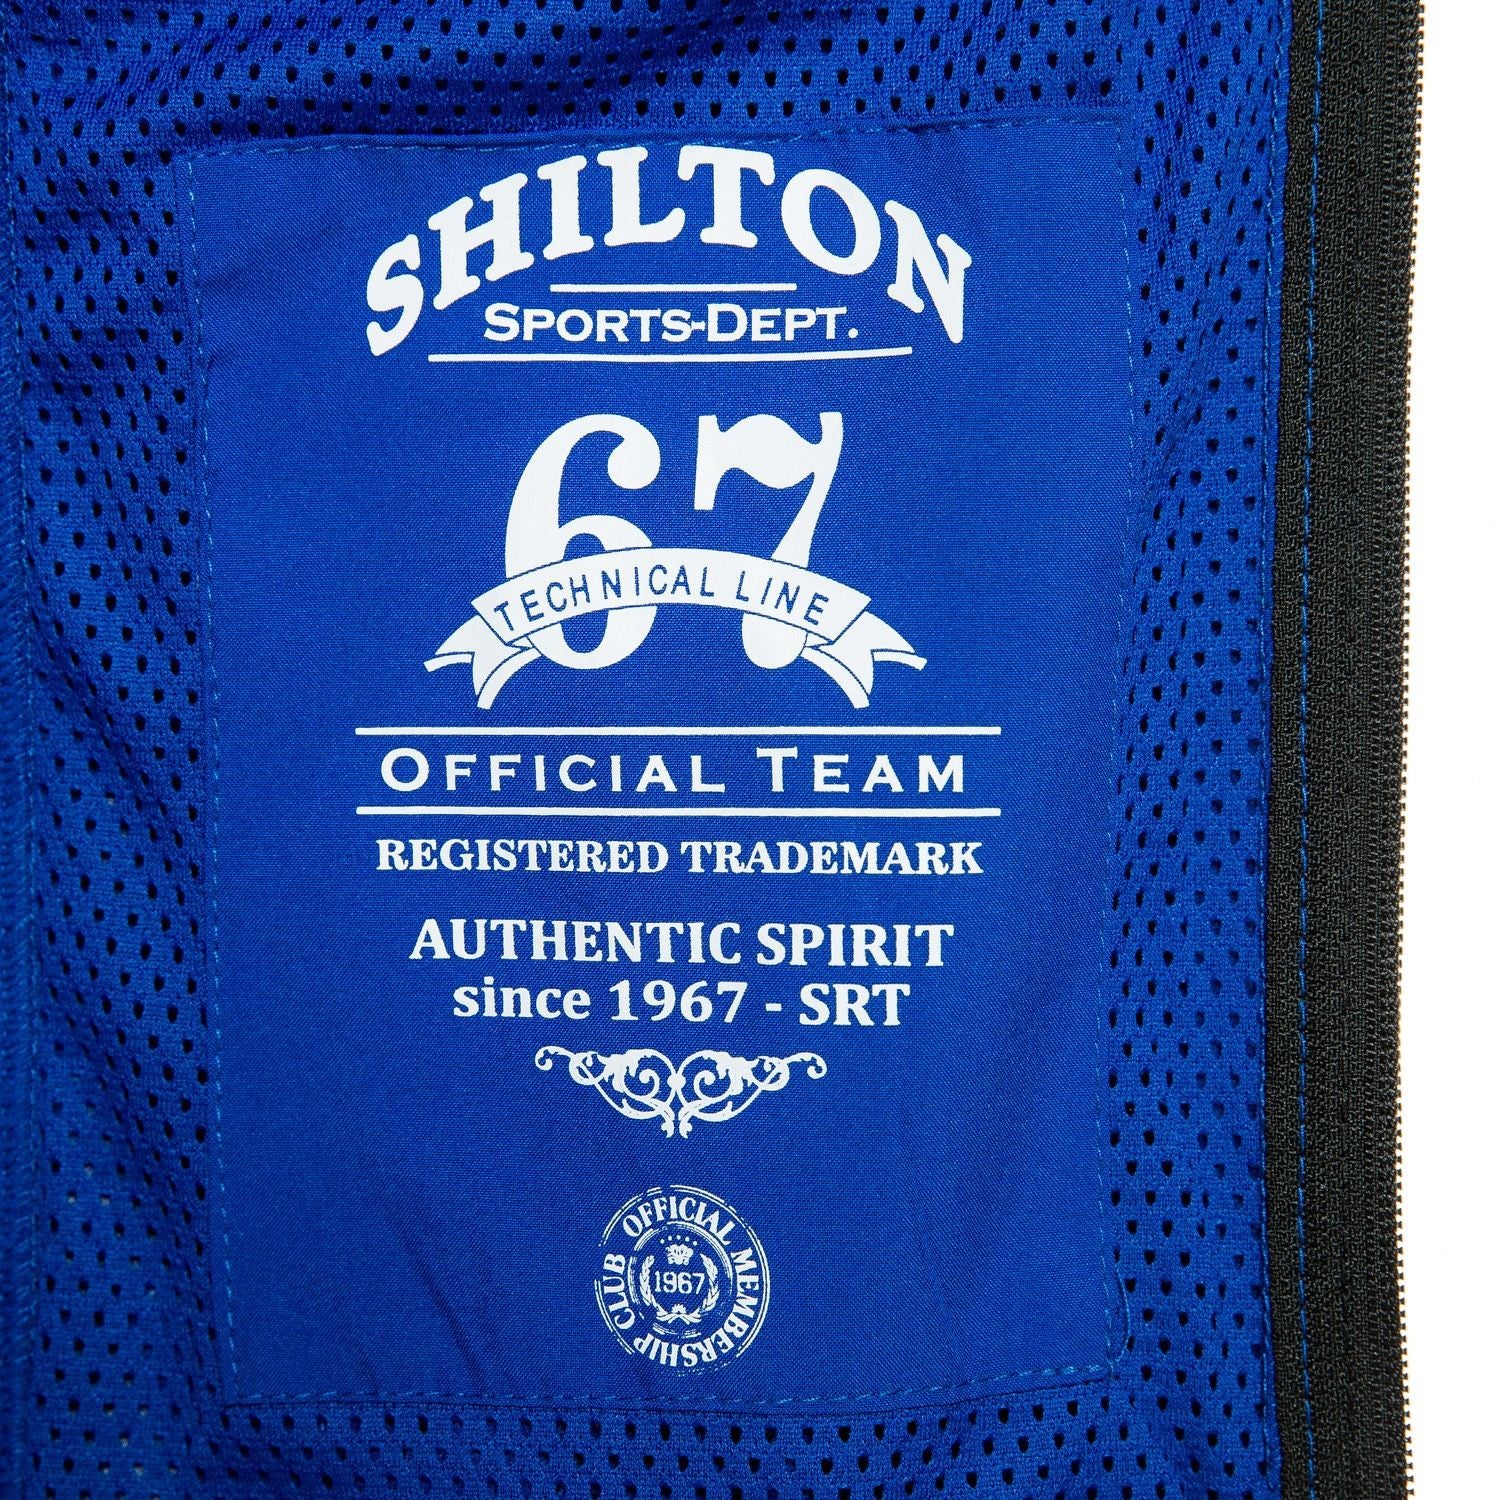 SHILTON
SPORTS-DEPT.
67
TECHNICAL LINE
OFFICIAL TEAM
REGISTERED TRADEMARK
AUTHENTIC SPIRIT
since 1967 - SRT
OFFICIAL MEMBERSHIP CLUB
1967